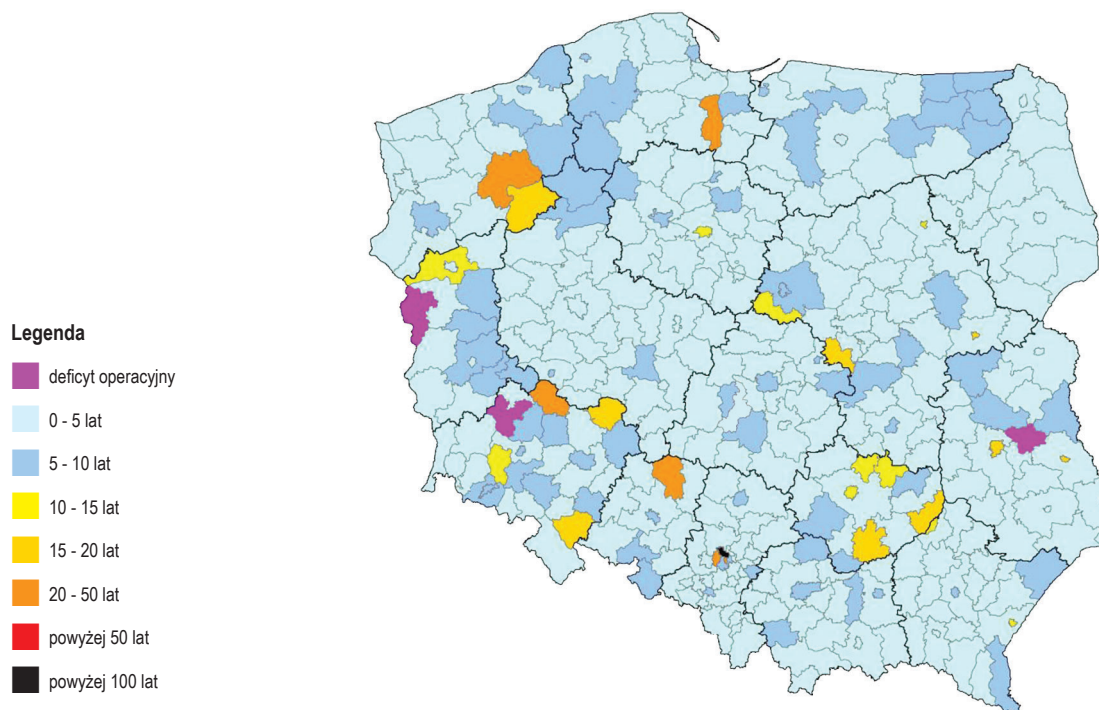 Legenda
deficyt operacyjny
0 - 5 lat
5 - 10 lat
10 - 15 lat
15 - 20 lat
20 - 50 lat
powyżej 50 lat
powyżej 100 lat